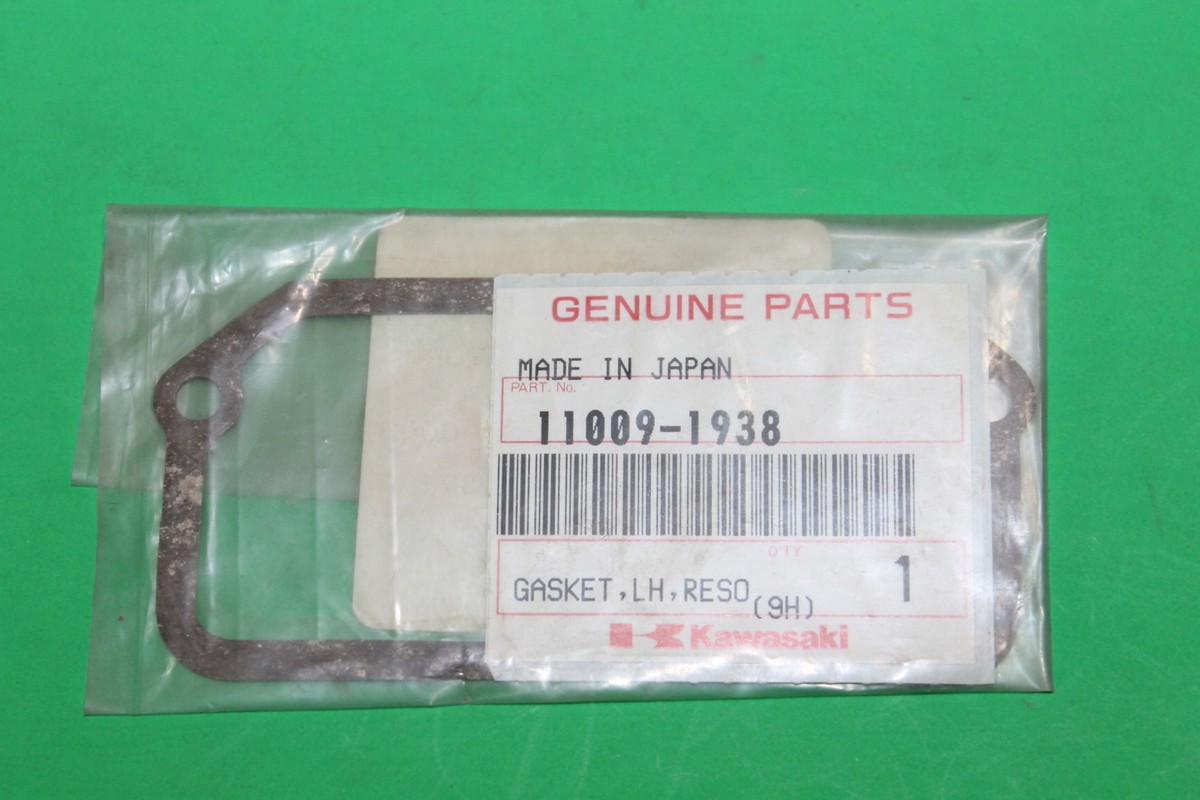 GENUINE PARTS
MADE IN JAPAN
PART. No.
11009-1938
Q'TY
GASKET,LH,RESO(9H) 1
Kawasaki